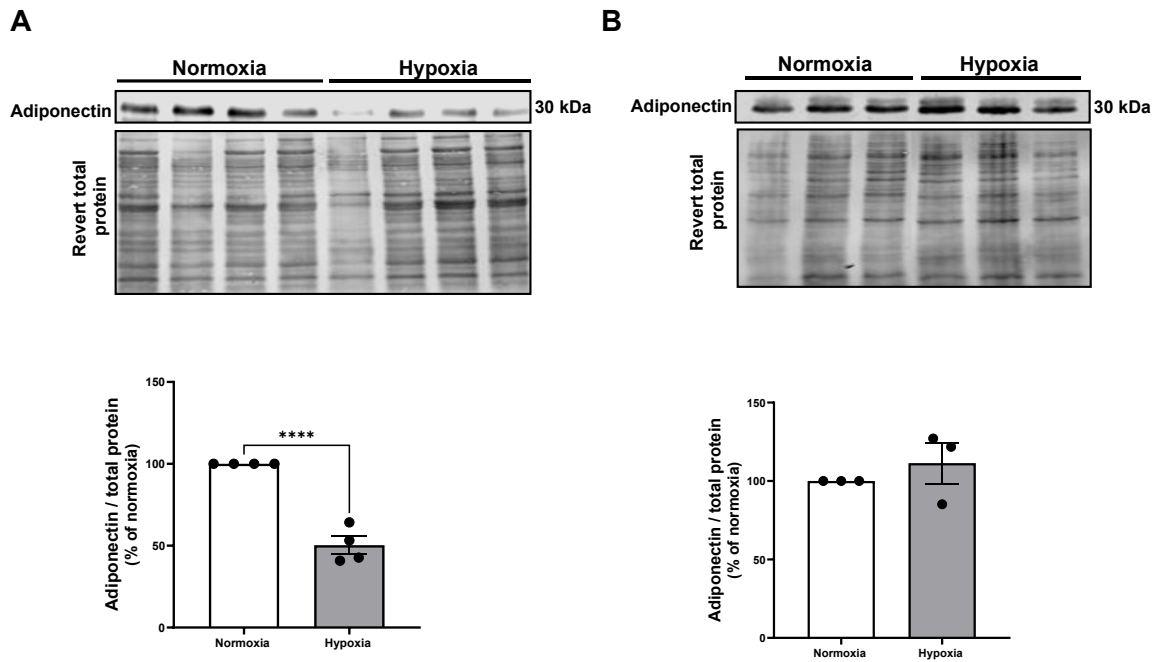 A
Normoxia Hypoxia
Adiponectin 30 kDa
Revert total
protein
Adiponectin / total protein
(% of normoxia)
150
100
50
0
****
Normoxia Hypoxia
B
Normoxia Hypoxia
Adiponectin 30 kDa
Revert total
protein
Adiponectin / total protein
(% of normoxia)
150
100
50
0
Normoxia Hypoxia